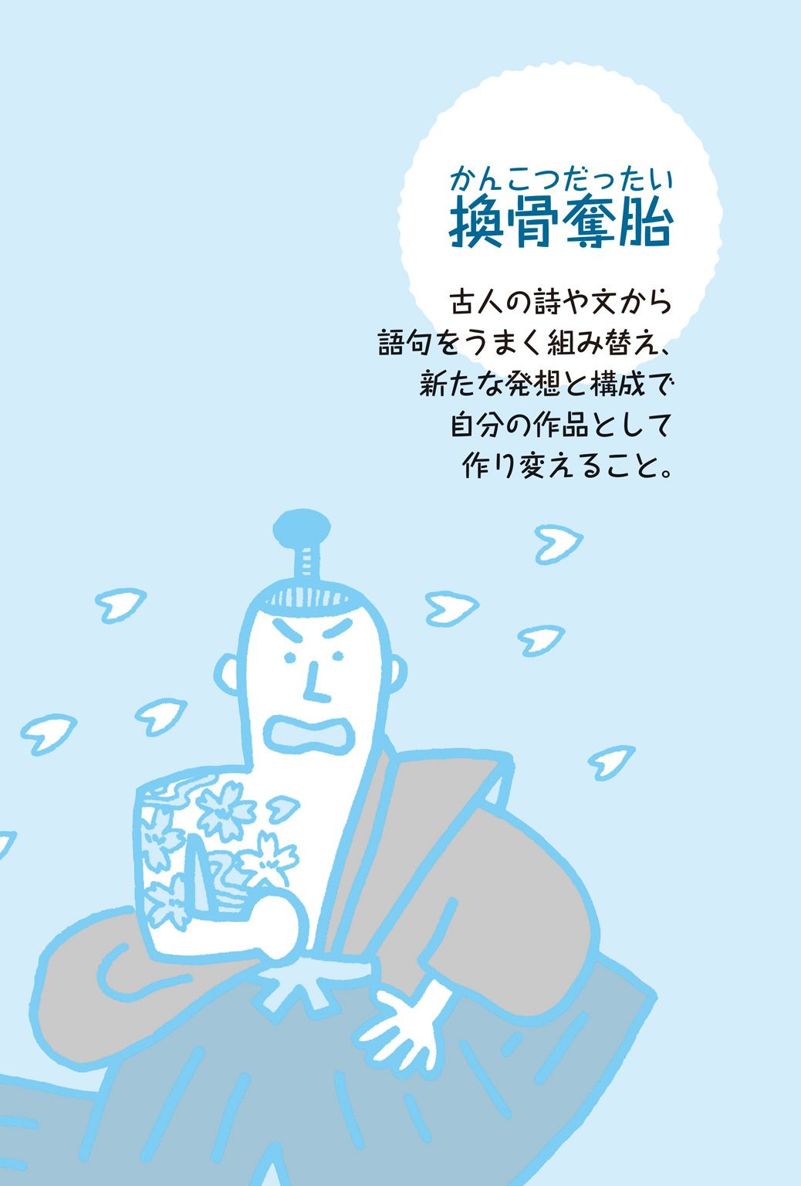 かんこつだったい
換骨奪胎
古人の詩や文から
語句をうまく組み替え、
新たな発想と構成で
自分の作品として
作り変えること。